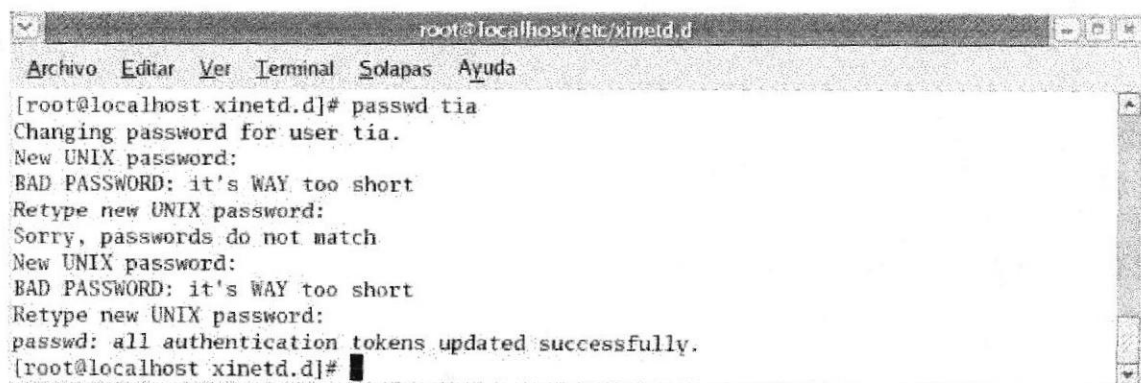 root@localhost:/etc/xinetd.d
Archivo Editar Ver Terminal Solapas Ayuda
[root@localhost xinetd.d]# passwd tia
Changing password for user tia.
New UNIX password:
BAD PASSWORD: it's WAY too short
Retype new UNIX password:
Sorry, passwords do not match
New UNIX password:
BAD PASSWORD: it's WAY too short
Retype new UNIX password:
passwd: all authentication tokens updated successfully.
[root@localhost xinetd.d]#